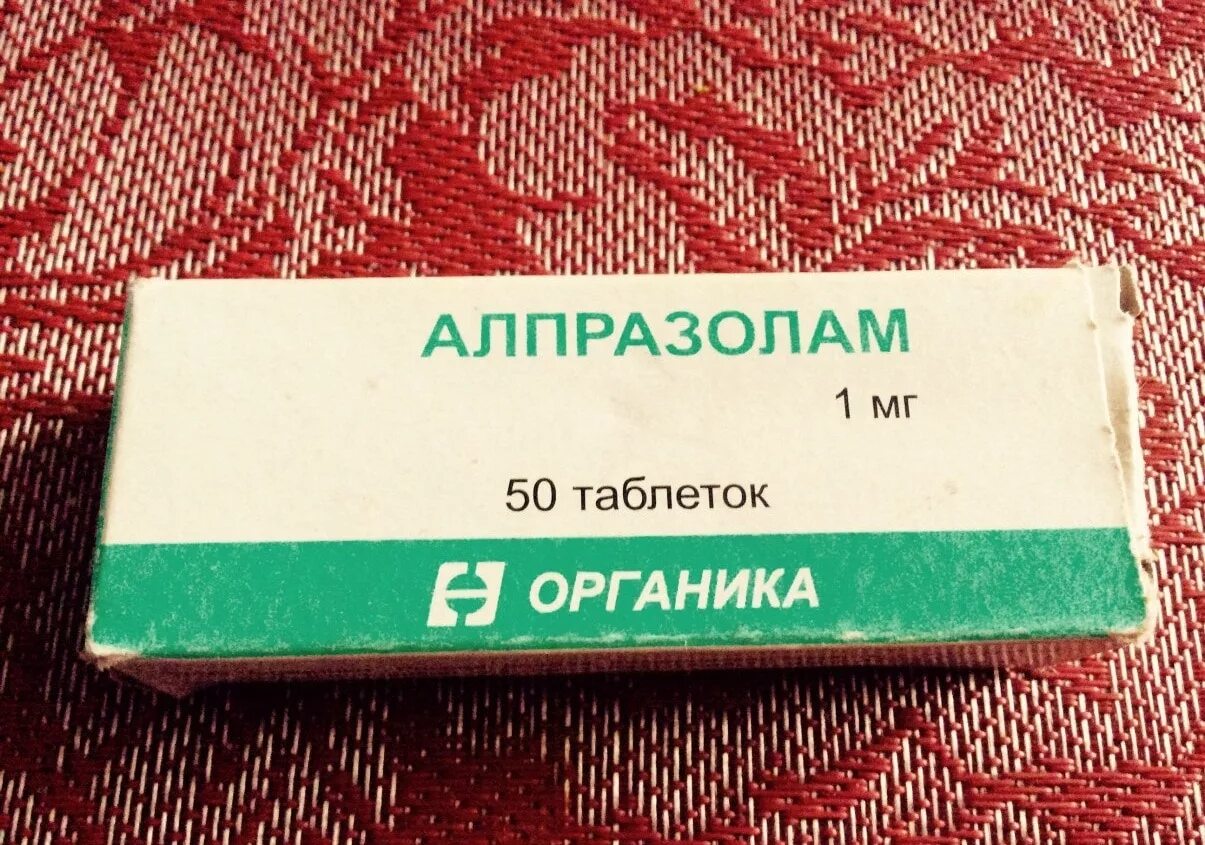 АЛПРАЗОЛАМ
1 мг
50 таблеток
ОРГАНИКА